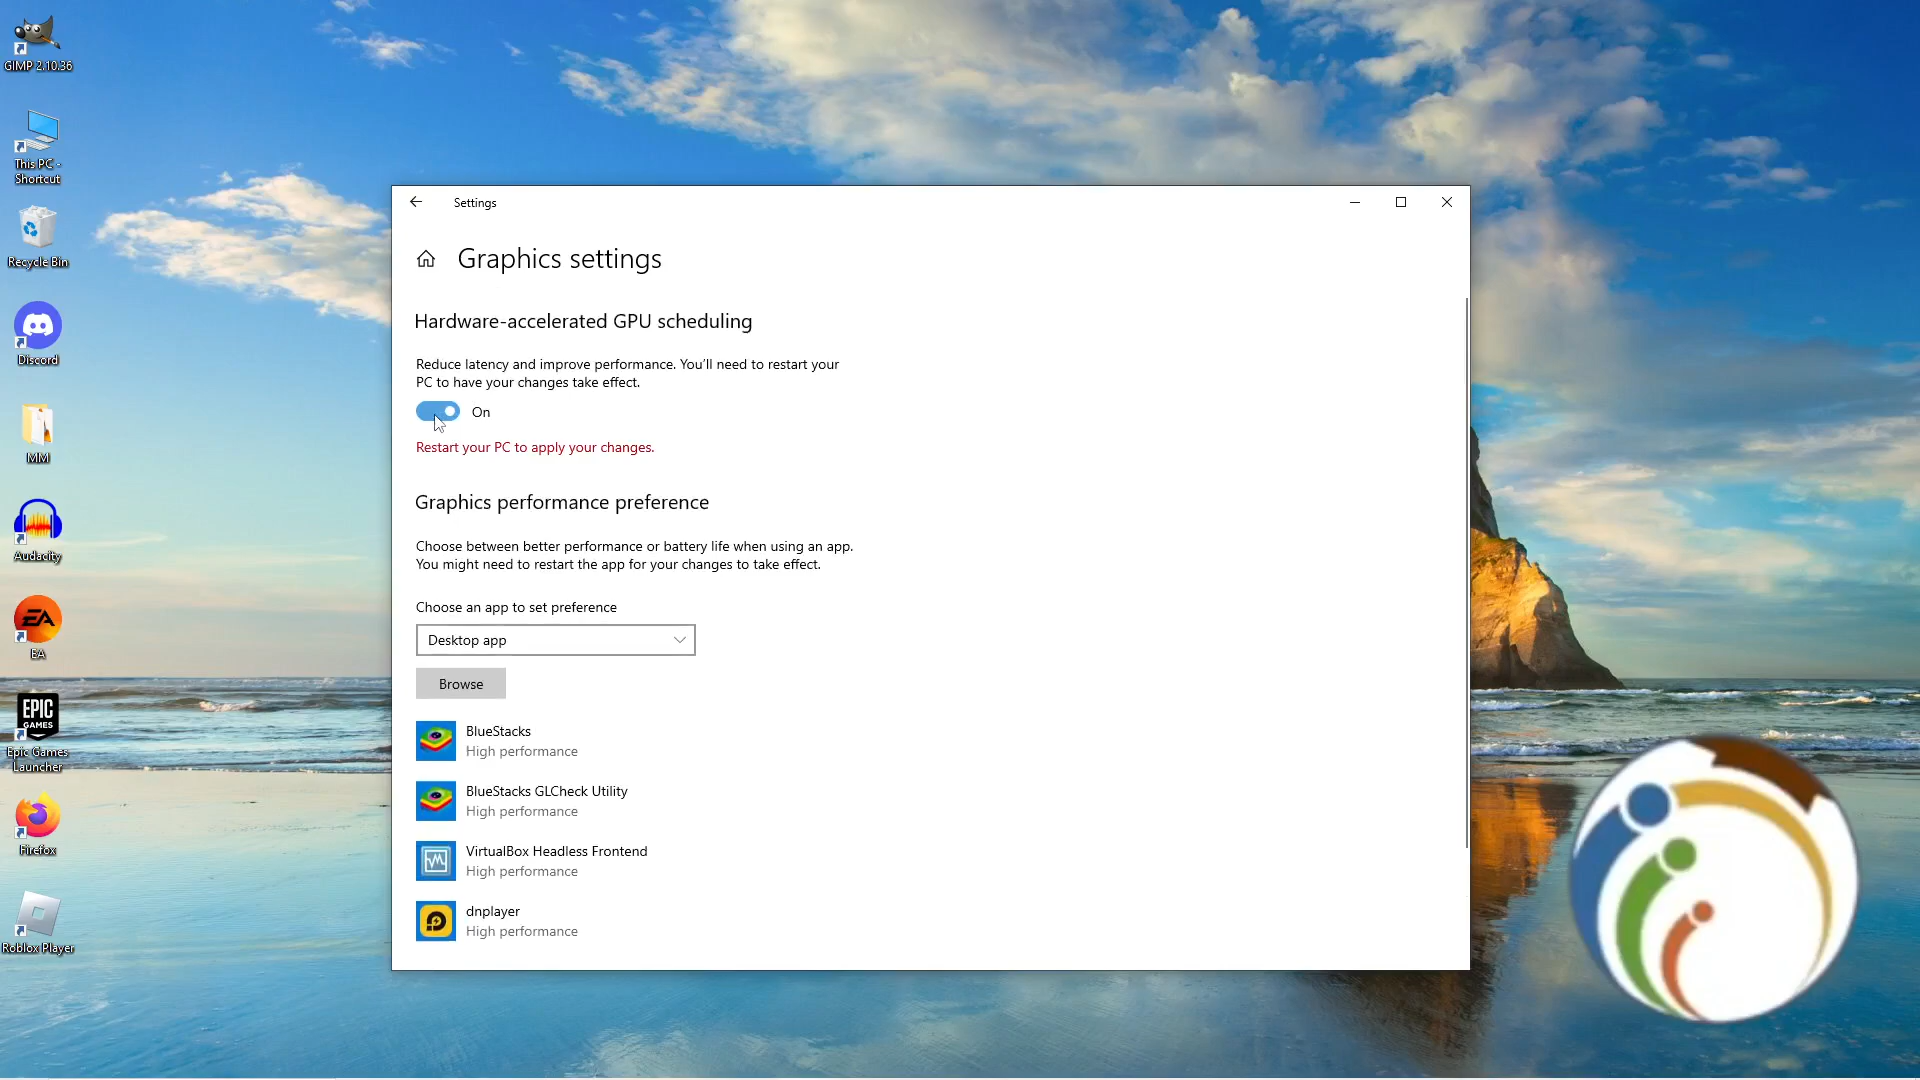 GIMP 2.10.36
This PC -
Shortcut
Recycle Bin
Discord
MM
Audacity
EA
EA
EPIC
GAMES
Epic Games
Launcher
Firefox
Roblox Player
Settings
Graphics settings
Hardware-accelerated GPU scheduling
Reduce latency and improve performance. You'll need to restart your
PC to have your changes take effect.
On
Restart your PC to apply your changes.
Graphics performance preference
Choose between better performance or battery life when using an app.
You might need to restart the app for your changes to take effect.
Choose an app to set preference
Desktop app
Browse
BlueStacks
High performance
BlueStacks GLCheck Utility
High performance
VirtualBox Headless Frontend
High performance
dnplayer
High performance